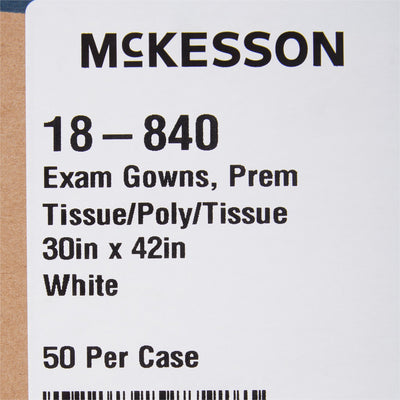 McKESSON
18-840
Exam Gowns, Prem
Tissue/Poly/Tissue
30in x 42in
White
50 Per Case